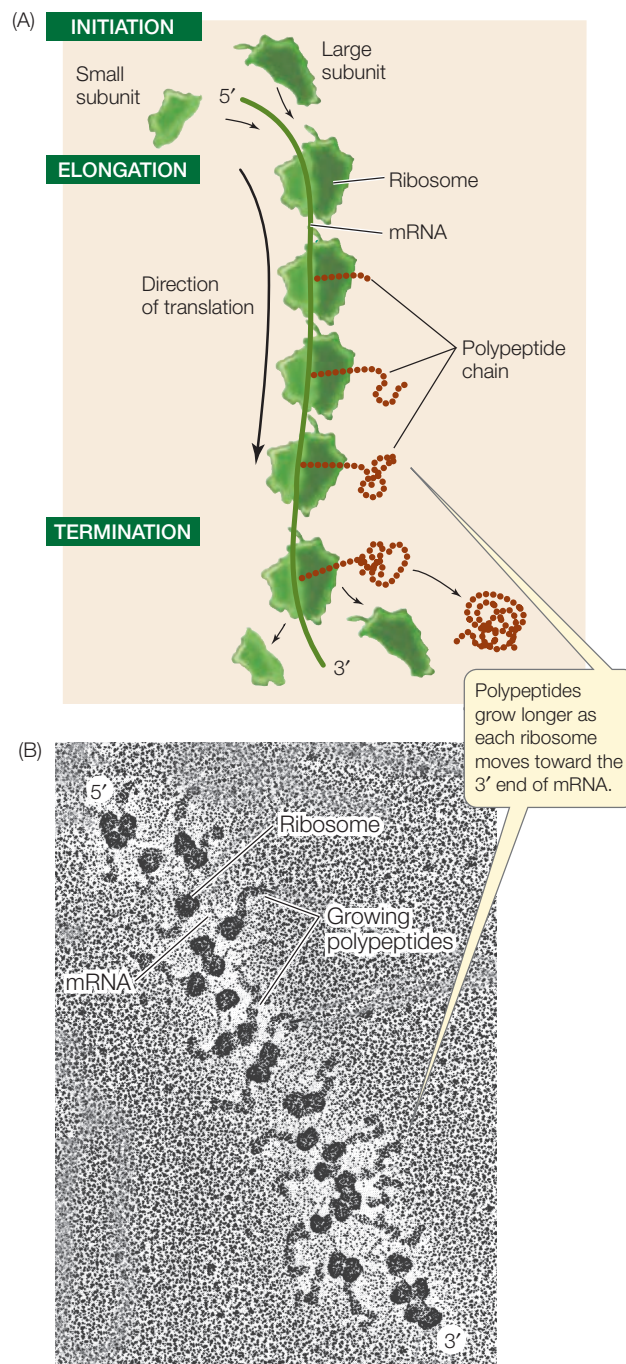 (A)
INITIATION
Large
subunit
Small
subunit
5′
ELONGATION
Ribosome
mRNA
Direction
of translation
Polypeptide
chain
TERMINATION
3′
Polypeptides
grow longer as
each ribosome
moves toward the
3′ end of mRNA.
(B)
5′
Ribosome
Growing
polypeptides
mRNA
3′